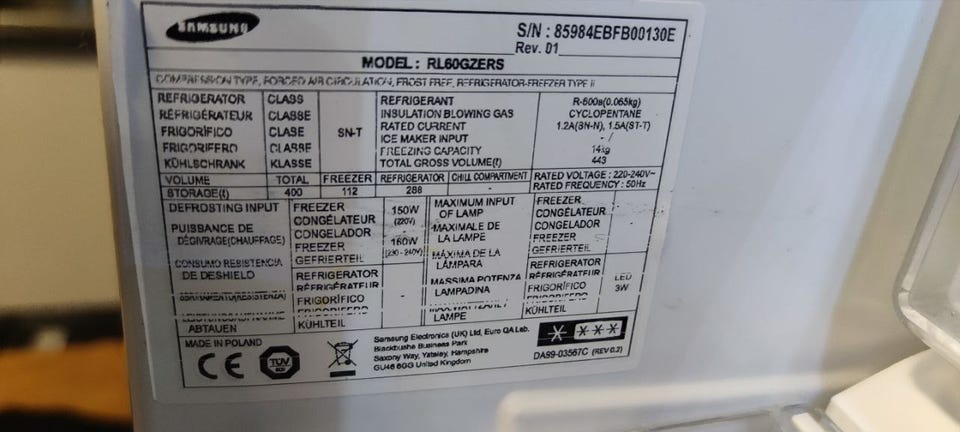 SAMSUNG
S/N : 85984EBFB00130E
Rev. 01
MODEL : RL60GZERS
COMPRESSION TYPE, FORCED AIR CIRCULATION, FROST FREE, REFRIGERATOR-FREEZER TYPE II
REFRIGERATOR CLASS
RÉFRIGÉRATEUR CLASSE
FRIGORÍFICO CLASE
FRIGORIFERO CLASSE
KÜHLSCHRANK KLASSE
SN-T
REFRIGERANT R-600a(0.065kg)
INSULATION BLOWING GAS CYCLOPENTANE
RATED CURRENT 1.2A(SN-N), 1.5A(ST-T)
ICE MAKER INPUT - /
FREEZING CAPACITY 14kg
TOTAL GROSS VOLUME(ℓ) 443
VOLUME TOTAL FREEZER REFRIGERATOR CHILL COMPARTMENT
STORAGE(ℓ) 400 112 288 -
RATED VOLTAGE : 220-240V~
RATED FREQUENCY : 50Hz
DEFROSTING INPUT
PUISSANCE DE
DÉGIVRAGE(CHAUFFAGE)
CONSUMO RESISTENCIA
DE DESHIELO
ABTAUEN
FREEZER
CONGÉLATEUR
CONGELADOR
FREEZER
GEFRIERTEIL
150W
(220V)
160W
(230 - 240V)
REFRIGERATOR
RÉFRIGÉRATEUR
FRIGORÍFICO
FRIGORIFERO
KÜHLTEIL
-
MAXIMUM INPUT
OF LAMP
MAXIMALE DE
LA LAMPE
MÁXIMA DE LA
LÁMPARA
MASSIMA POTENZA
LAMPADINA
LAMPE
FREEZER
CONGÉLATEUR
CONGELADOR
FREEZER
GEFRIERTEIL
-
REFRIGERATOR
RÉFRIGÉRATEUR
FRIGORÍFICO
FRIGORIFERO
KÜHLTEIL
LED
3W
MADE IN POLAND
CE
TÜV
Samsung Electronics (UK) Ltd, Euro QA Lab.
Blackbushe Business Park
Saxony Way, Yateley, Hampshire
GU46 6GG United Kingdom
DA99-03567C (REV 0.2)